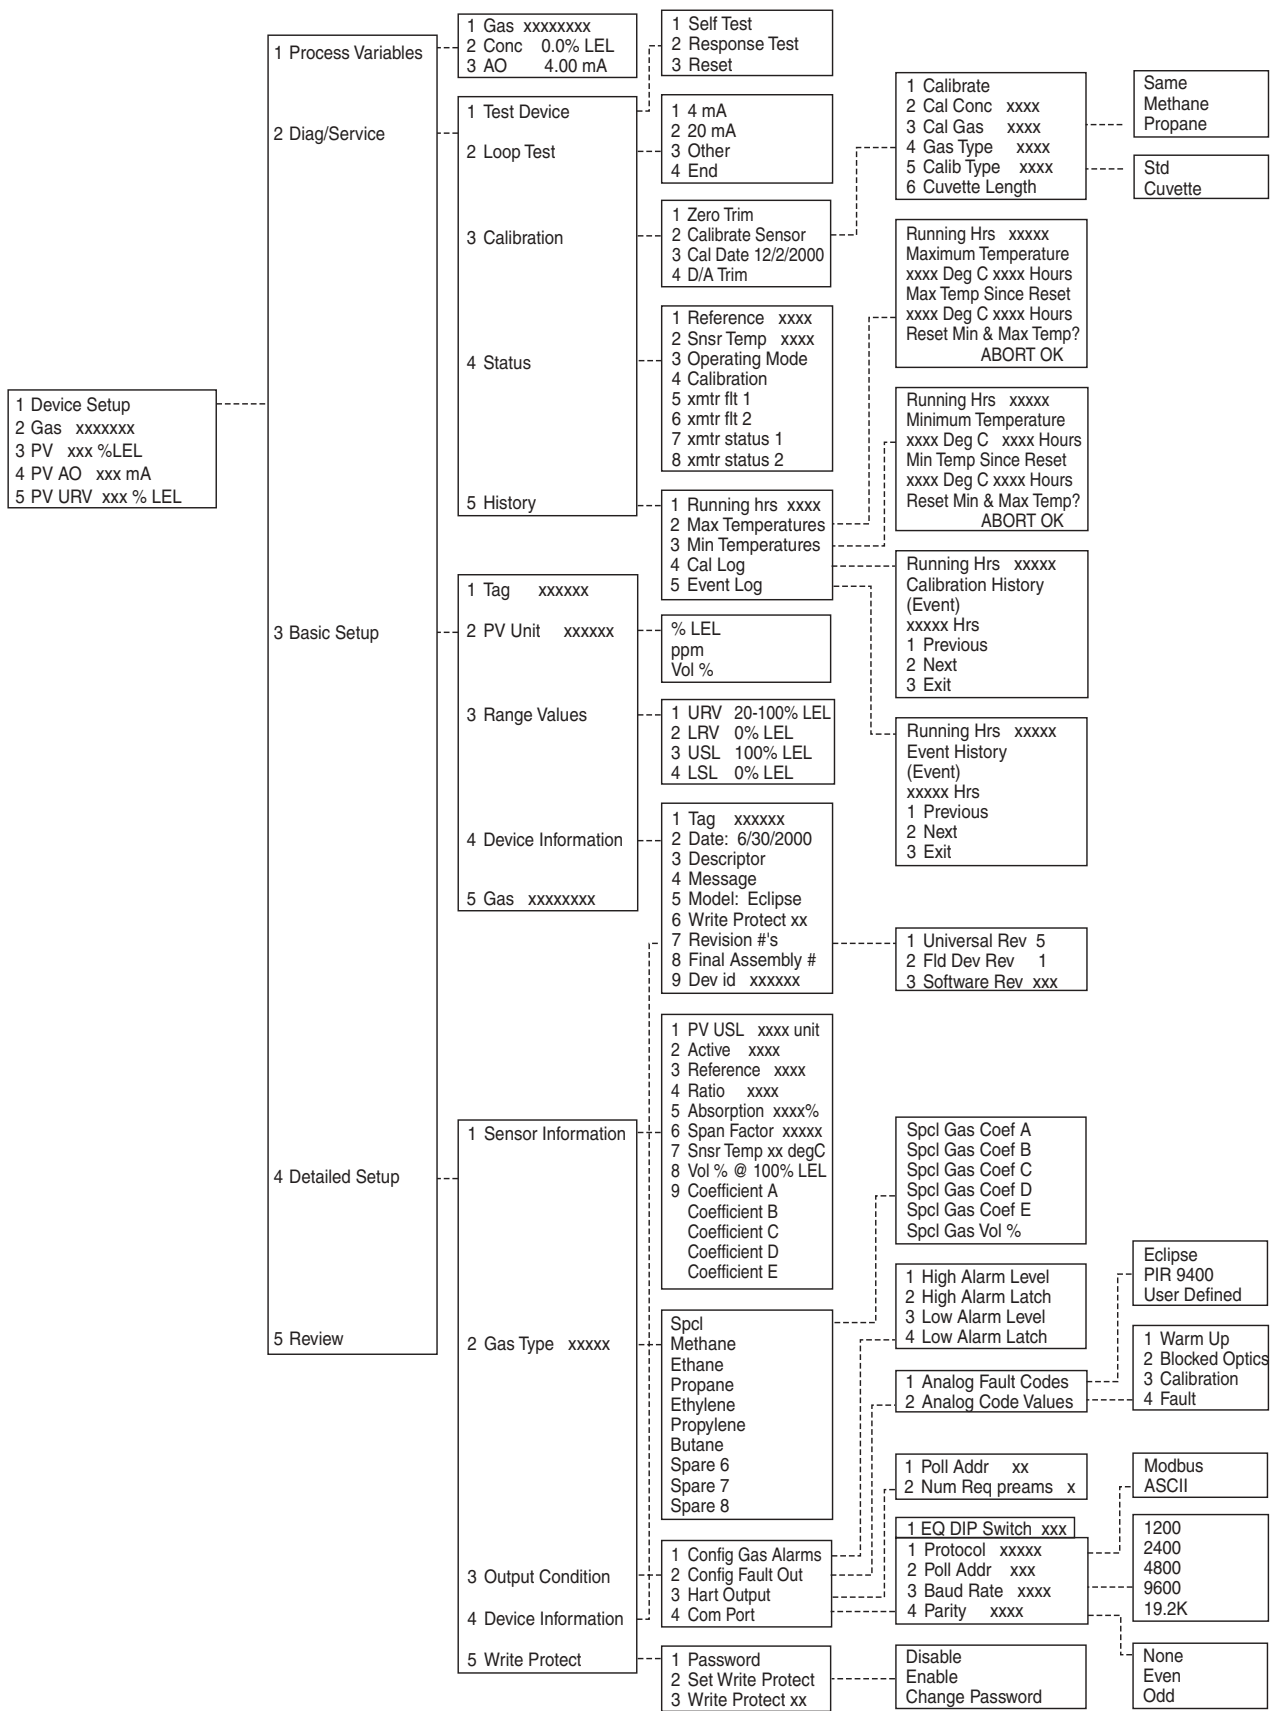 1 Device Setup
2 Gas xxxxxxx
3 PV xxx %LEL
4 PV AO xxx mA
5 PV URV xxx % LEL
1 Process Variables
2 Diag/Service
3 Basic Setup
4 Detailed Setup
5 Review
1 Gas xxxxxxxx
2 Conc 0.0% LEL
3 AO 4.00 mA
1 Test Device
2 Loop Test
3 Calibration
4 Status
5 History
1 Tag xxxxxx
2 PV Unit xxxxxx
3 Range Values
4 Device Information
5 Gas xxxxxxxx
1 Sensor Information
2 Gas Type xxxxx
3 Output Condition
4 Device Information
5 Write Protect
1 Self Test
2 Response Test
3 Reset
1 4 mA
2 20 mA
3 Other
4 End
1 Zero Trim
2 Calibrate Sensor
3 Cal Date 12/2/2000
4 D/A Trim
1 Reference xxxx
2 Snsr Temp xxxx
3 Operating Mode
4 Calibration
5 xmtr flt 1
6 xmtr flt 2
7 xmtr status 1
8 xmtr status 2
1 Running hrs xxxx
2 Max Temperatures
3 Min Temperatures
4 Cal Log
5 Event Log
% LEL
ppm
Vol %
1 URV 20-100% LEL
2 LRV 0% LEL
3 USL 100% LEL
4 LSL 0% LEL
1 Tag xxxxxx
2 Date: 6/30/2000
3 Descriptor
4 Message
5 Model: Eclipse
6 Write Protect xx
7 Revision #'s
8 Final Assembly #
9 Dev id xxxxxx
1 PV USL xxxx unit
2 Active xxxx
3 Reference xxxx
4 Ratio xxxx
5 Absorption xxxx%
6 Span Factor xxxxx
7 Snsr Temp xx degC
8 Vol % @ 100% LEL
9 Coefficient A
Coefficient B
Coefficient C
Coefficient D
Coefficient E
Spcl
Methane
Ethane
Propane
Ethylene
Propylene
Butane
Spare 6
Spare 7
Spare 8
1 Config Gas Alarms
2 Config Fault Out
3 Hart Output
4 Com Port
1 Password
2 Set Write Protect
3 Write Protect xx
1 Calibrate
2 Cal Conc xxxx
3 Cal Gas xxxx
4 Gas Type xxxx
5 Calib Type xxxx
6 Cuvette Length
Running Hrs xxxxx
Maximum Temperature
xxxx Deg C xxxx Hours
Max Temp Since Reset
xxxx Deg C xxxx Hours
Reset Min & Max Temp?
ABORT OK
Running Hrs xxxxx
Minimum Temperature
xxxx Deg C xxxx Hours
Min Temp Since Reset
xxxx Deg C xxxx Hours
Reset Min & Max Temp?
ABORT OK
Running Hrs xxxxx
Calibration History
(Event)
xxxxx Hrs
1 Previous
2 Next
3 Exit
Running Hrs xxxxx
Event History
(Event)
xxxxx Hrs
1 Previous
2 Next
3 Exit
1 Universal Rev 5
2 Fld Dev Rev 1
3 Software Rev xxx
Spcl Gas Coef A
Spcl Gas Coef B
Spcl Gas Coef C
Spcl Gas Coef D
Spcl Gas Coef E
Spcl Gas Vol %
1 High Alarm Level
2 High Alarm Latch
3 Low Alarm Level
4 Low Alarm Latch
1 Analog Fault Codes
2 Analog Code Values
1 Poll Addr xx
2 Num Req preams x
1 EQ DIP Switch xxx
1 Protocol xxxxx
2 Poll Addr xxx
3 Baud Rate xxxx
4 Parity xxxx
Disable
Enable
Change Password
Same
Methane
Propane
Std
Cuvette
Eclipse
PIR 9400
User Defined
1 Warm Up
2 Blocked Optics
3 Calibration
4 Fault
Modbus
ASCII
1200
2400
4800
9600
19.2K
None
Even
Odd